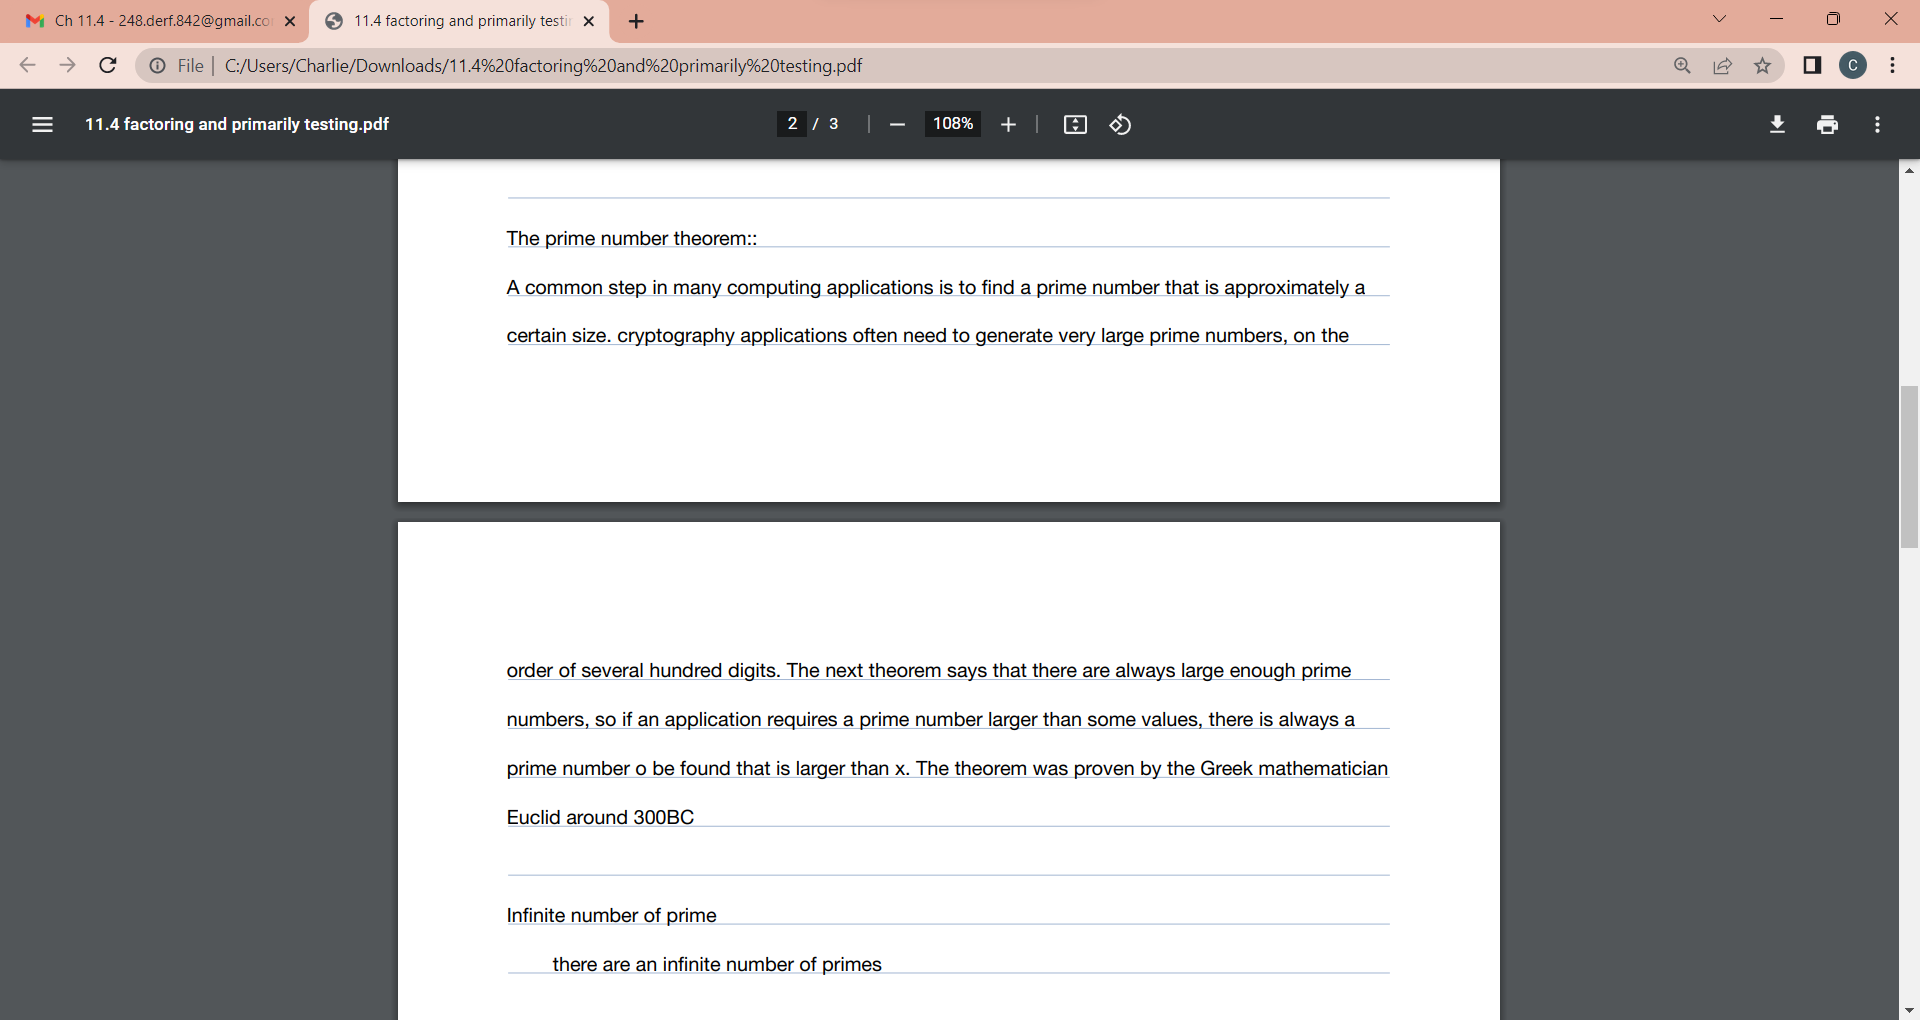 Ch 11.4 - 248.derf.842@gmail.co
11.4 factoring and primarily testi
File
C:/Users/Charlie/Downloads/11.4%20factoring%20and%20primarily%20testing.pdf
C
11.4 factoring and primarily testing.pdf
2 / 3
108%
The prime number theorem::
A common step in many computing applications is to find a prime number that is approximately a
certain size. cryptography applications often need to generate very large prime numbers, on the
order of several hundred digits. The next theorem says that there are always large enough prime
numbers, so if an application requires a prime number larger than some values, there is always a
prime number o be found that is larger than x. The theorem was proven by the Greek mathematician
Euclid around 300BC
Infinite number of prime
there are an infinite number of primes